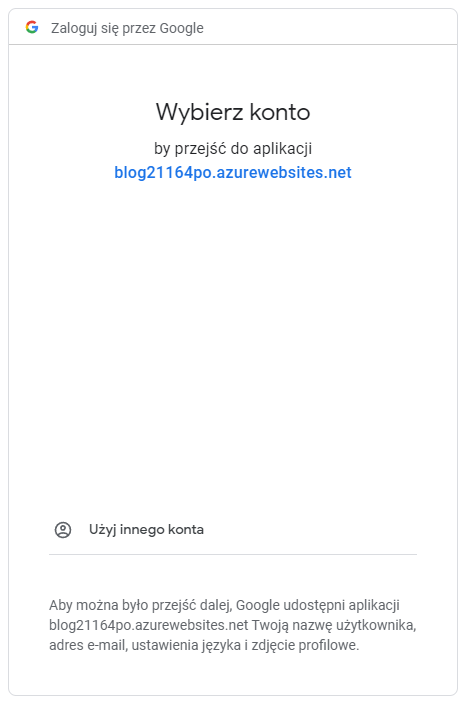 Zaloguj się przez Google
Wybierz konto
by przejść do aplikacji
blog21164po.azurewebsites.net
Użyj innego konta
Aby można było przejść dalej, Google udostępni aplikacji
blog21164po.azurewebsites.net Twoją nazwę użytkownika,
adres e-mail, ustawienia języka i zdjęcie profilowe.